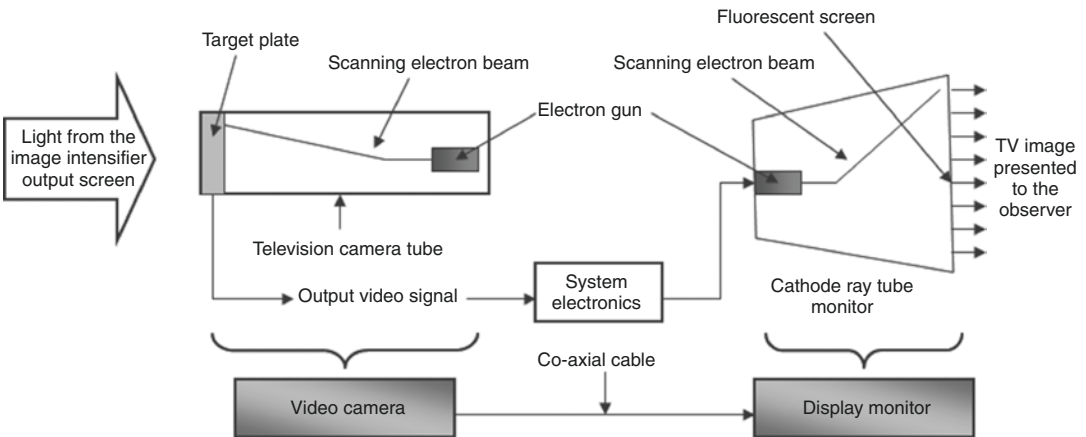 Target plate
Scanning electron beam
Fluorescent screen
Scanning electron beam
Electron gun
Light from the
image intensifier
output screen
TV image
presented
to the
observer
Television camera tube
Output video signal
System
electronics
Cathode ray tube
monitor
Co-axial cable
Video camera
Display monitor